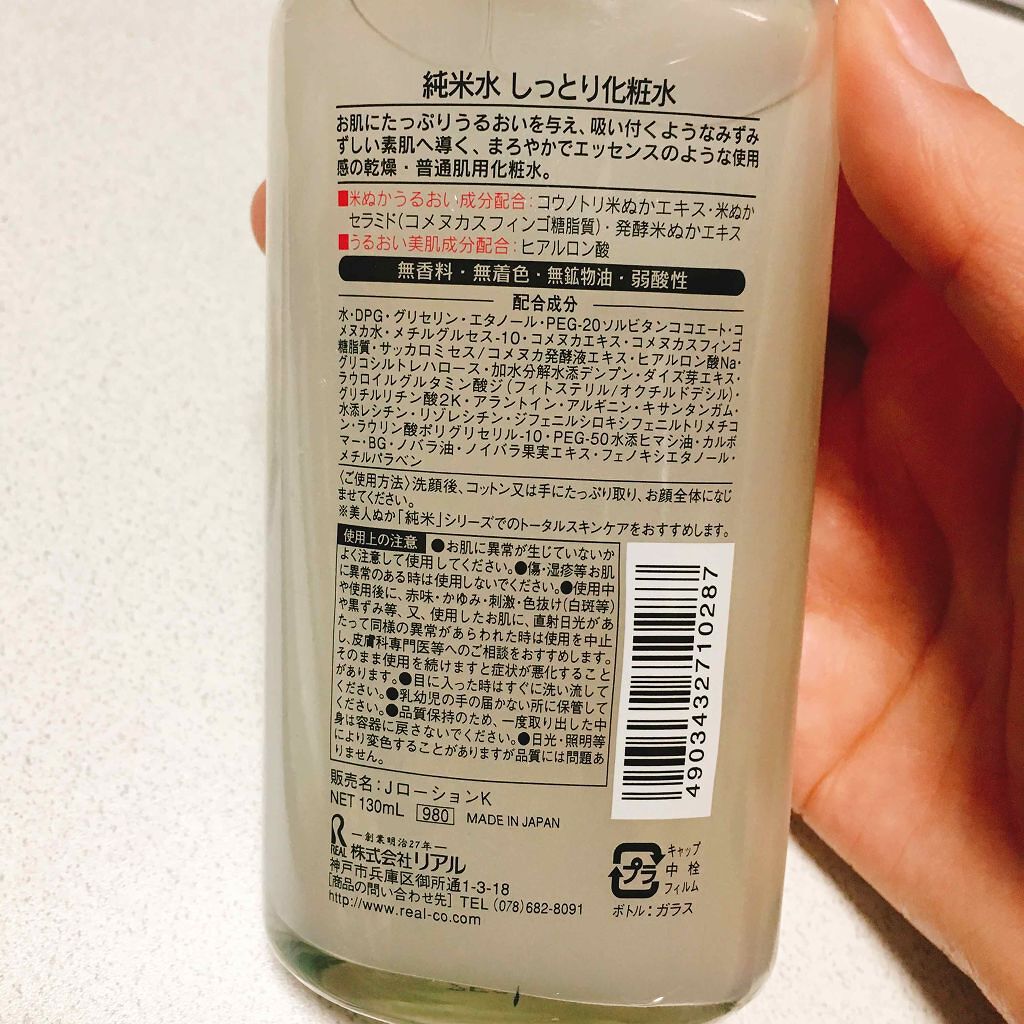 純米水 しっとり化粧水
お肌にたっぷりうるおいを与え、吸い付くようなみずみ
ずしい素肌へ導く、まろやかでエッセンスのような使用
感の乾燥・普通肌用化粧水。
■米ぬかうるおい成分配合：コウノトリ米ぬかエキス・米ぬか
セラミド（コメヌカスフィンゴ糖脂質）・発酵米ぬかエキス
■うるおい美肌成分配合：ヒアルロン酸
無香料・無着色・無鉱物油・弱酸性
配合成分
水・DPG・グリセリン・エタノール・PEG-20ソルビタンココエート・コ
メヌカ水・メチルグルセス-10・コメヌカエキス・コメヌカスフィンゴ
糖脂質・サッカロミセス/コメヌカ発酵液エキス・ヒアルロン酸Na・
グリコシルトレハロース・加水分解水添デンプン・ダイズ芽エキス・
ラウロイルグルタミン酸ジ（フィトステリル/オクチルドデシル）・
グリチルリチン酸2K・アラントイン・アルギニン・キサンタンガム・
水添レシチン・リゾレシチン・ジフェニルシロキシフェニルトリメチコ
ン・ラウリン酸ポリグリセリル-10・PEG-50水添ヒマシ油・カルボ
マー・BG・ノバラ油・ノイバラ果実エキス・フェノキシエタノール・
メチルパラベン
〈ご使用方法〉洗顔後、コットン又は手にたっぷり取り、お顔全体になじ
ませてください。
※美人ぬか「純米」シリーズでのトータルスキンケアをおすすめします。
使用上の注意 ●お肌に異常が生じていないか
よく注意して使用してください。●傷・湿疹等お肌
に異常のある時は使用しないでください。●使用中
や使用後に、赤味・かゆみ・刺激・色抜け（白斑等）
や黒ずみ等、又、使用したお肌に、直射日光があ
たって同様の異常があらわれた時は使用を中止
し、皮膚科専門医等へのご相談をおすすめします。
そのまま使用を続けますと症状が悪化すること
があります。●目に入った時はすぐに洗い流して
ください。●乳幼児の手の届かない所に保管して
ください。●品質保持のため、一度取り出した中
身は容器に戻さないでください。●日光・照明等
により変色することがありますが品質には問題あ
りません。
4903432710287
販売名：JローションK
NET 130mL 980 MADE IN JAPAN
R REAL ―創業明治27年―
株式会社リアル
神戸市兵庫区御所通1-3-18
［商品の問い合わせ先］ TEL（078）682-8091
http://www.real-co.com
プラ
キャップ
中 栓
フィルム
ボトル：ガラス